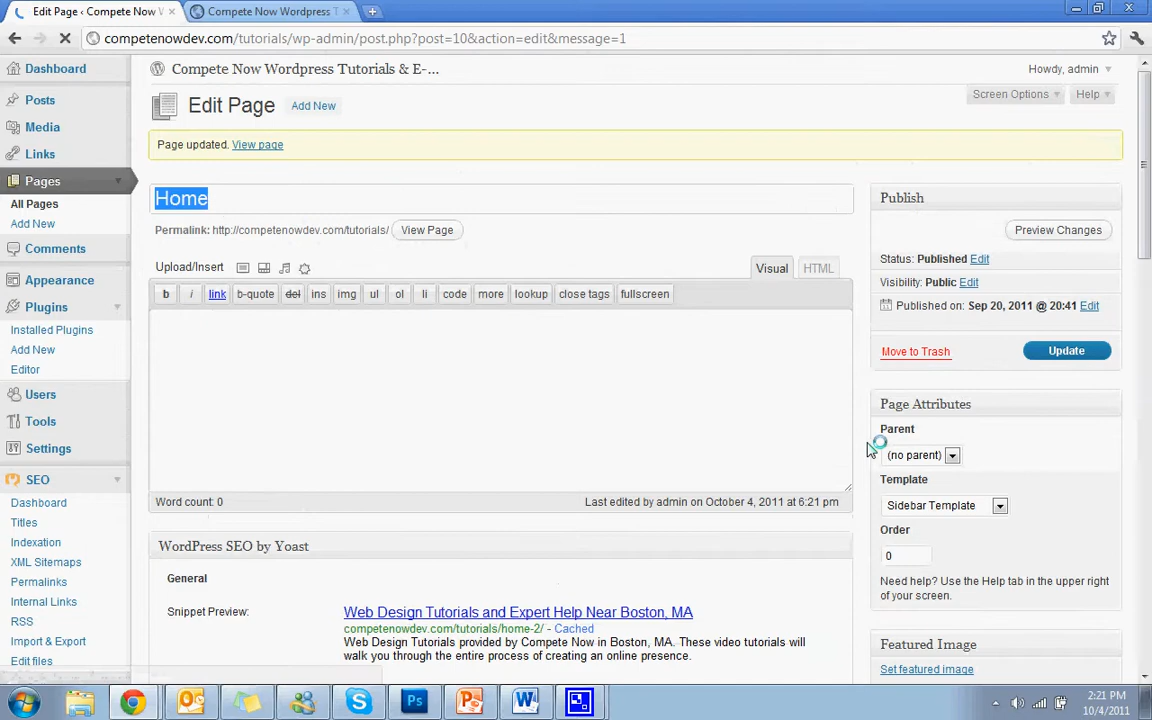 Edit Page ‹ Compete Now W
Compete Now Wordpress T
competenowdev.com/tutorials/wp-admin/post.php?post=10&action=edit&message=1
Dashboard
Compete Now Wordpress Tutorials & E-...
Howdy, admin
Posts
Edit Page
Add New
Screen Options
Help
Media
Page updated. View page
Links
Pages
Home
Publish
All Pages
Add New
Permalink: http://competenowdev.com/tutorials/
View Page
Preview Changes
Comments
Status: Published Edit
Upload/Insert
Visual
HTML
Appearance
Visibility: Public Edit
b
i
link
b-quote
del
ins
img
ul
ol
li
code
more
lookup
close tags
fullscreen
Plugins
Published on: Sep 20, 2011 @ 20:41 Edit
Installed Plugins
Add New
Move to Trash
Update
Editor
Users
Page Attributes
Tools
Parent
Settings
(no parent)
SEO
Template
Dashboard
Word count: 0
Last edited by admin on October 4, 2011 at 6:21 pm
Sidebar Template
Titles
Order
Indexation
WordPress SEO by Yoast
0
XML Sitemaps
General
Need help? Use the Help tab in the upper right
of your screen.
Permalinks
Internal Links
Snippet Preview:
Web Design Tutorials and Expert Help Near Boston, MA
RSS
competenowdev.com/tutorials/home-2/ - Cached
Import & Export
Web Design Tutorials provided by Compete Now in Boston, MA. These video tutorials will
walk you through the entire process of creating an online presence.
Featured Image
Edit files
Set featured image
2:21 PM
10/4/2011